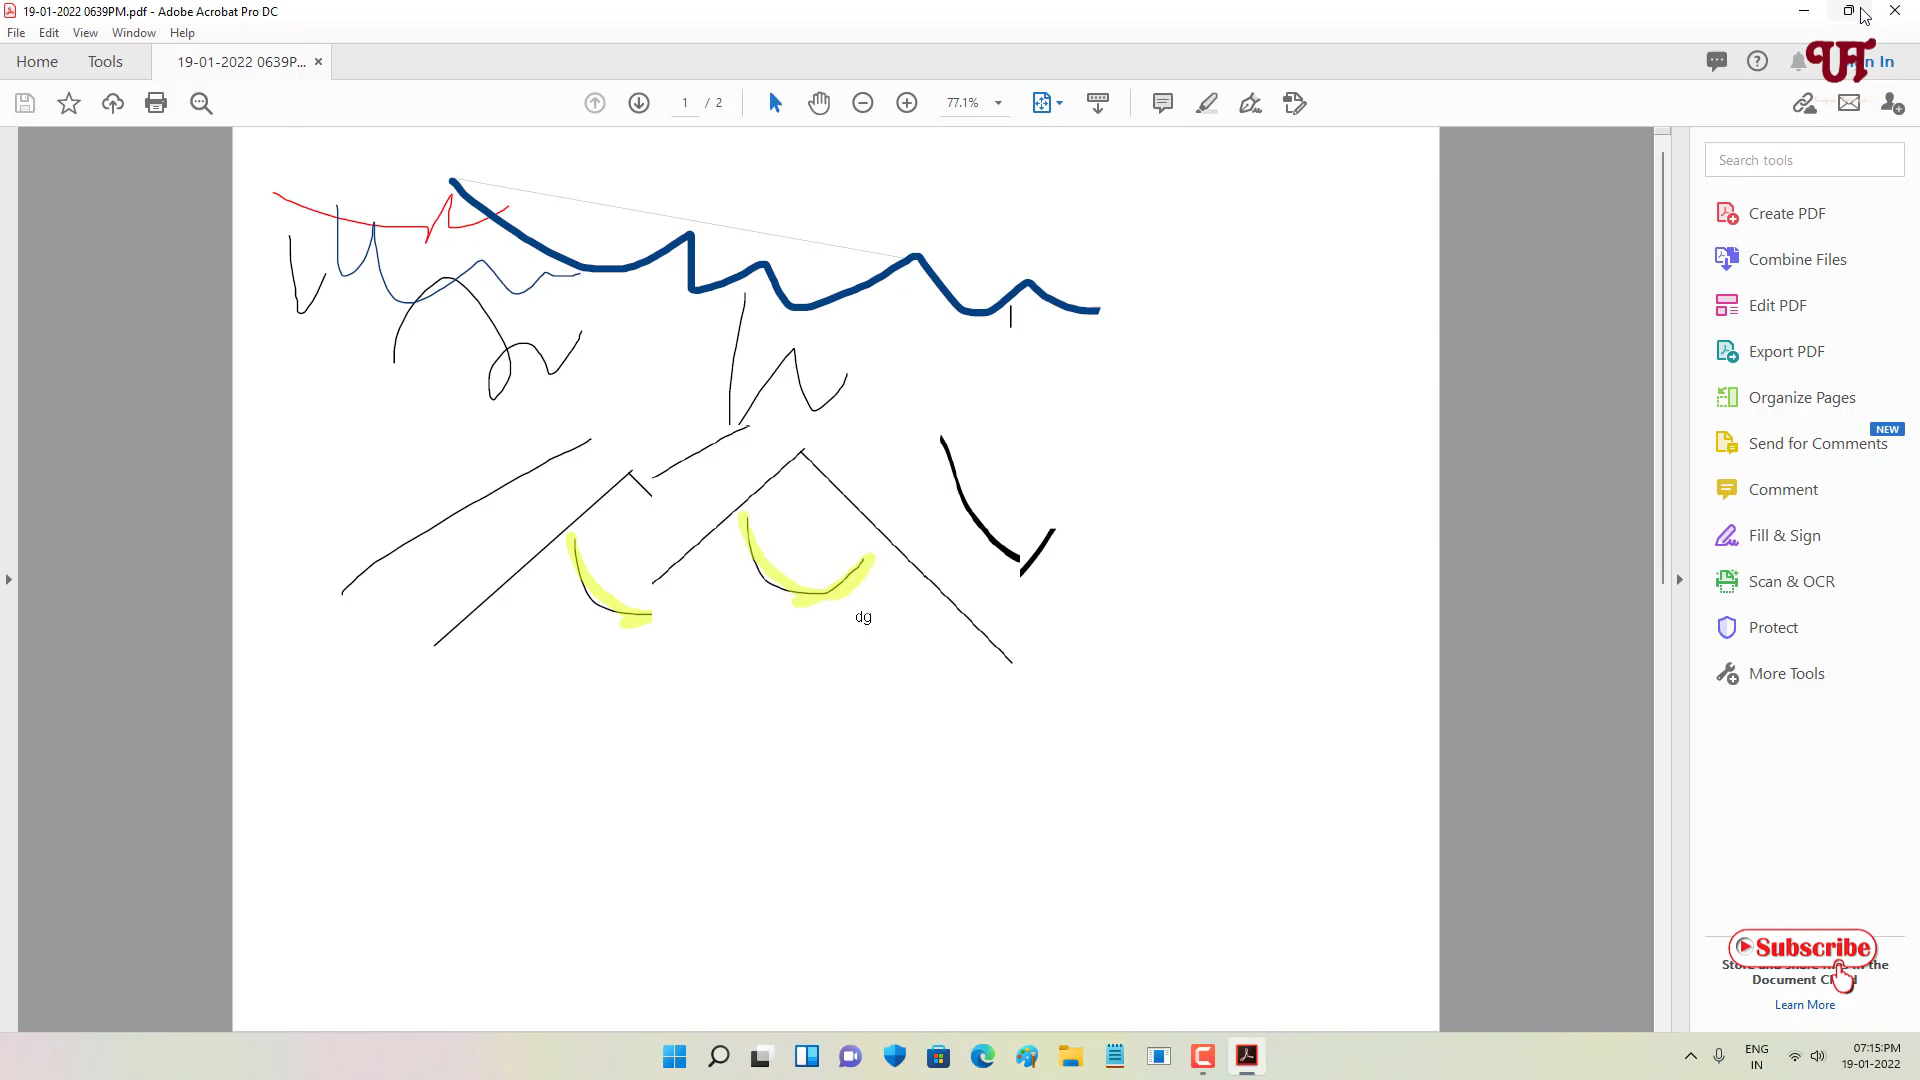 19-01-2022 0639PM.pdf - Adobe Acrobat Pro DC
File Edit View Window Help
Home Tools 19-01-2022 0639P... ×
In
1 / 2 77.1%
Search tools
Create PDF
Combine Files
Edit PDF
Export PDF
Organize Pages
NEW
Send for Comments
Comment
Fill & Sign
Scan & OCR
Protect
More Tools
dg
Subscribe
the
Document
Learn More
ENG
IN
07:15PM
19-01-2022